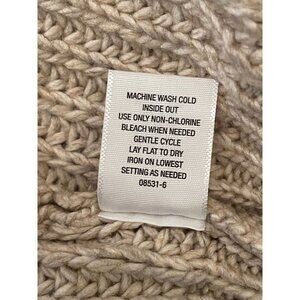 MACHINE WASH COLD
INSIDE OUT
USE ONLY NON-CHLORINE
BLEACH WHEN NEEDED
GENTLE CYCLE
LAY FLAT TO DRY
IRON ON LOWEST
SETTING AS NEEDED
08531-6